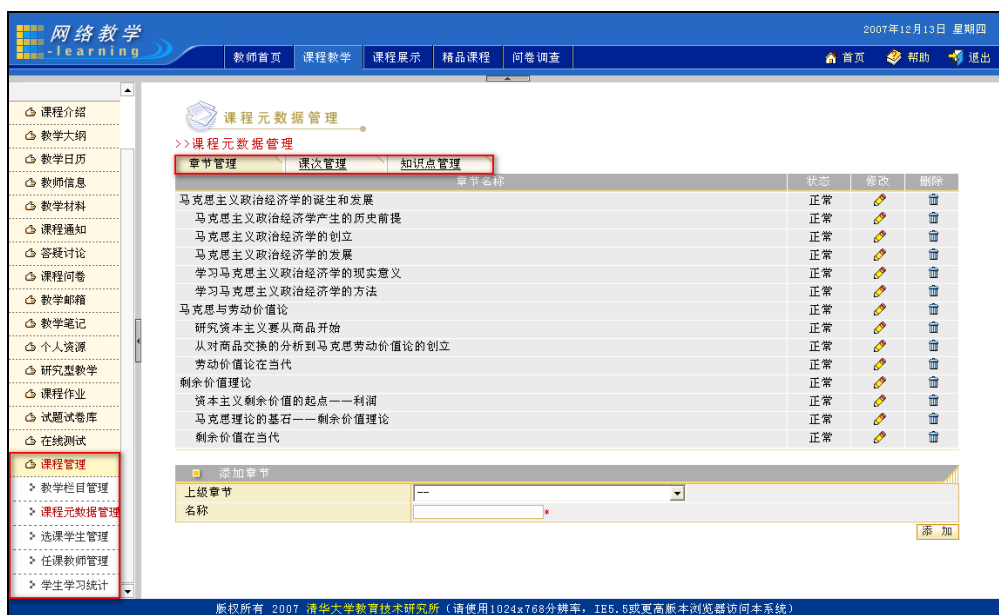 网络教学
-learning
2007年12月13日 星期四
教师首页 课程教学 课程展示 精品课程 问卷调查
首页 帮助 退出
课程介绍
教学大纲
教学日历
教师信息
教学材料
课程通知
答疑讨论
课程问卷
教学邮箱
教学笔记
个人资源
研究型教学
课程作业
试题试卷库
在线测试
课程管理
教学栏目管理
课程元数据管理
选课学生管理
任课教师管理
学生学习统计
课程元数据管理
>>课程元数据管理
章节管理 课次管理 知识点管理
章节名称 状态 修改 删除
马克思主义政治经济学的诞生和发展 正常
马克思主义政治经济学产生的历史前提 正常
马克思主义政治经济学的创立 正常
马克思主义政治经济学的发展 正常
学习马克思主义政治经济学的现实意义 正常
学习马克思主义政治经济学的方法 正常
马克思与劳动价值论 正常
研究资本主义要从商品开始 正常
从对商品交换的分析到马克思劳动价值论的创立 正常
劳动价值论在当代 正常
剩余价值理论 正常
资本主义剩余价值的起点——利润 正常
马克思理论的基石——剩余价值理论 正常
剩余价值在当代 正常
添加章节
上级章节 --
名称 *
添 加
版权所有 2007 清华大学教育技术研究所（请使用1024x768分辨率，IE5.5或更高版本浏览器访问本系统）